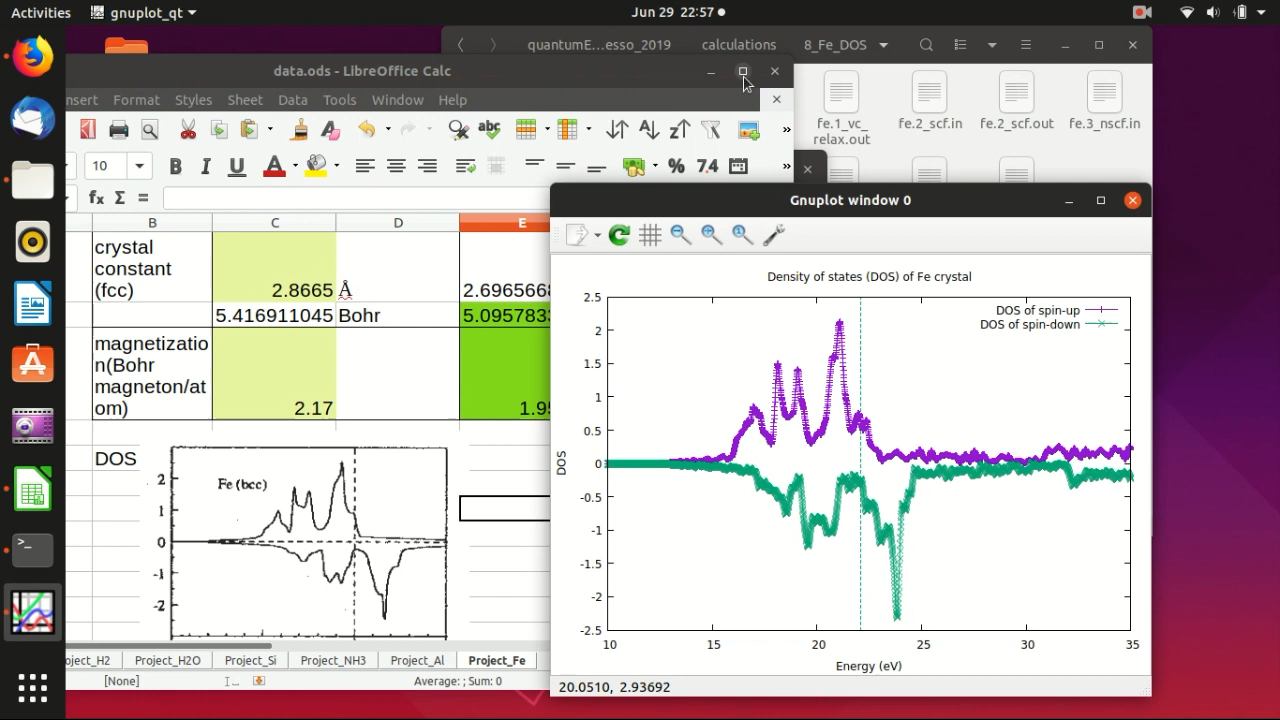 Activities
gnuplot_qt
Jun 29 22:57
quantumE...esso_2019
calculations
8_Fe_DOS
data.ods - LibreOffice Calc
nsert
Format
Styles
Sheet
Data
Tools
Window
Help
fe.1_vc_
relax.out
fe.2_scf.in
fe.2_scf.out
fe.3_nscf.in
10
B
I
U
A
%
7.4
fx
Σ
=
B
C
D
E
crystal
constant
(fcc)
2.8665
Å
2.6965668
5.416911045
Bohr
5.0957833
magnetizatio
n(Bohr
magneton/at
om)
2.17
1.95
DOS
Fe (bcc)
2
1
0
-1
-2
Project_H2
Project_H2O
Project_Si
Project_NH3
Project_Al
Project_Fe
[None]
Average: ; Sum: 0
Gnuplot window 0
Density of states (DOS) of Fe crystal
DOS of spin-up
DOS of spin-down
2.5
2
1.5
1
0.5
0
-0.5
-1
-1.5
-2
-2.5
DOS
10
15
20
25
30
35
Energy (eV)
20.0510, 2.93692